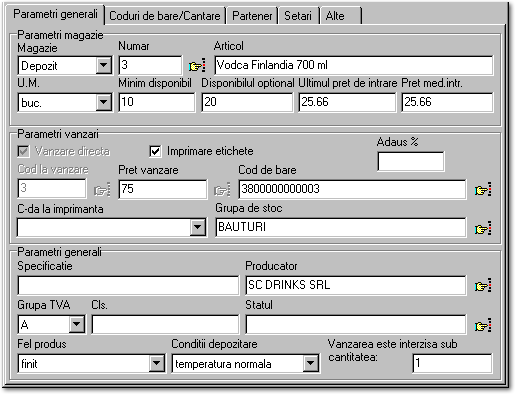 Parametri generali Coduri de bare/Cantare Partener Setari Alte
Parametri magazie
Magazie Numar Articol
Depozit 3 Vodca Finlandia 700 ml
U.M. Minim disponibil Disponibilul optional Ultimul pret de intrare Pret med.intr.
buc. 10 20 25.66 25.66
Parametri vanzari
Vanzare directa Imprimare etichete Adaus %
Cod la vanzare Pret vanzare Cod de bare
3 75 3800000000003
C-da la imprimanta Grupa de stoc
BAUTURI
Parametri generali
Specificatie Producator
SC DRINKS SRL
Grupa TVA Cls. Statul
A
Fel produs Conditii depozitare Vanzarea este interzisa sub
cantitatea:
finit temperatura normala 1